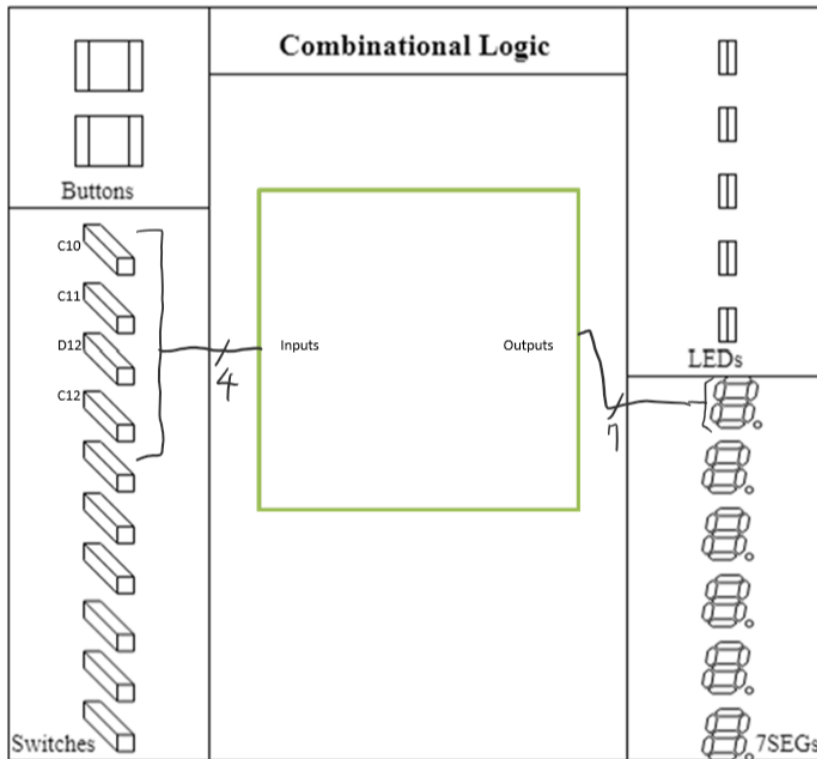 Combinational Logic
Buttons
C10
C11
D12
C12
Inputs
4
Outputs
7
LEDs
Switches
7SEGs